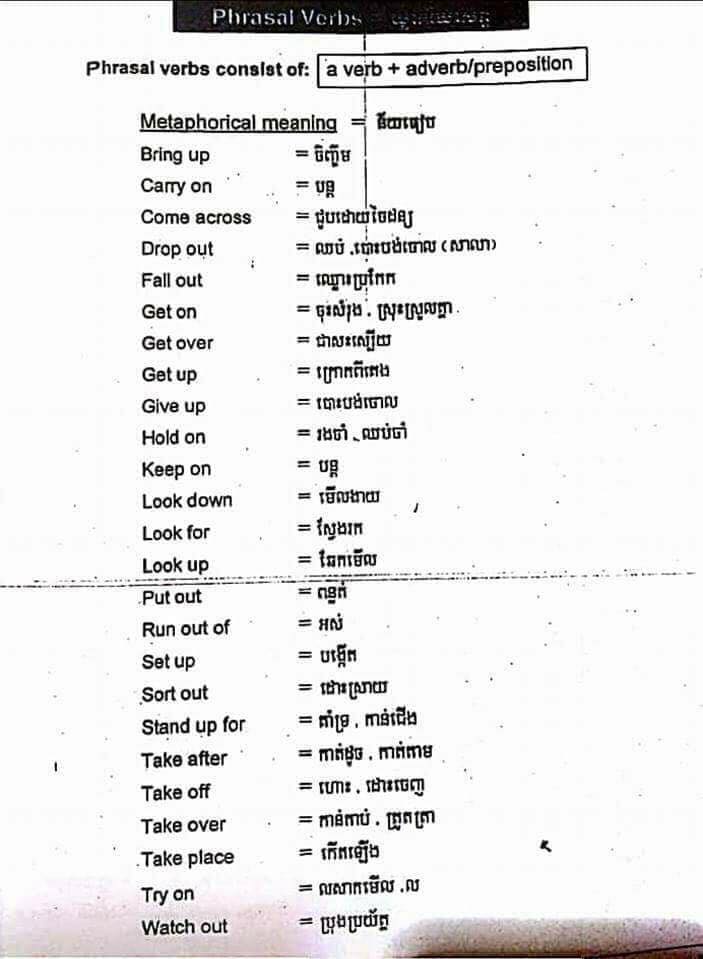 Phrasal Verbs =
Phrasal verbs consist of: a verb + adverb/preposition
Metaphorical meaning = ន័យធៀប
Bring up = ចិញ្ចឹម
Carry on = បន្ត
Come across = ជួបដោយចៃដន្យ
Drop out = ឈប់ , បោះបង់ចោល (សាលា)
Fall out = ឈ្លោះប្រកែក
Get on = ចុះសំរុង , ស្រុះស្រួលគ្នា
Get over = ជាសះស្បើយ
Get up = ក្រោកពីគេង
Give up = បោះបង់ចោល
Hold on = រងចាំ , ឈប់ចាំ
Keep on = បន្ត
Look down = មើលងាយ
Look for = ស្វែងរក
Look up = ឆែកមើល
Put out = ពន្លត់
Run out of = អស់
Set up = បង្កើត
Sort out = ដោះស្រាយ
Stand up for = គាំទ្រ , កាន់ជើង
Take after = កាត់ដូច , កាត់តាម
Take off = ហោះ , ដោះចេញ
Take over = កាន់កាប់ , ត្រួតត្រា
Take place = កើតឡើង
Try on = លសាកមើល , ល
Watch out = ប្រុងប្រយ័ត្ន